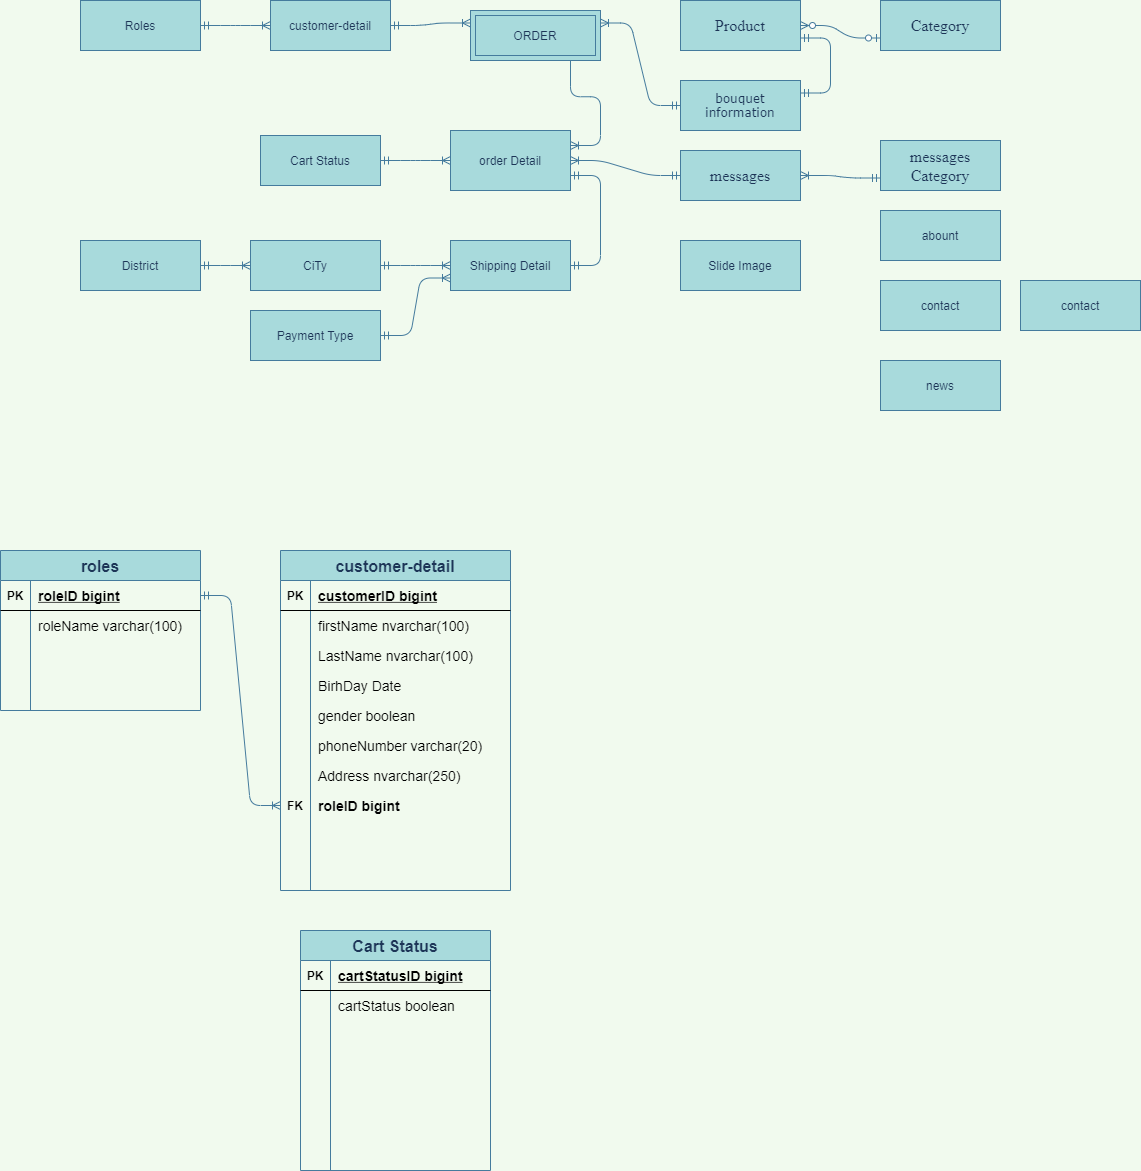 Roles
customer-detail
ORDER
Product
Category
bouquet
information
Cart Status
order Detail
messages
messages
Category
abount
District
CiTy
Shipping Detail
Slide Image
contact
contact
Payment Type
news
roles
PK roleID bigint
roleName varchar(100)
customer-detail
PK customerID bigint
firstName nvarchar(100)
LastName nvarchar(100)
BirhDay Date
gender boolean
phoneNumber varchar(20)
Address nvarchar(250)
FK roleID bigint
Cart Status
PK cartStatusID bigint
cartStatus boolean